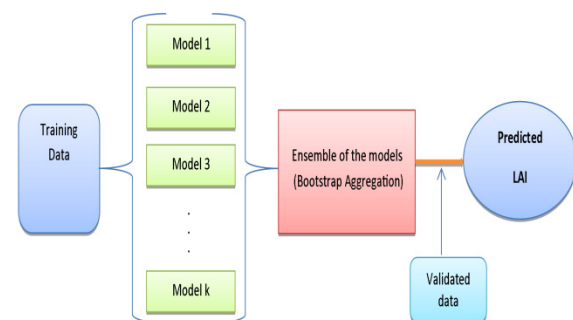 Training
Data
Model 1
Model 2
Model 3
.
.
.
Model k
Ensemble of the models
(Bootstrap Aggregation)
Predicted
LAI
Validated
data